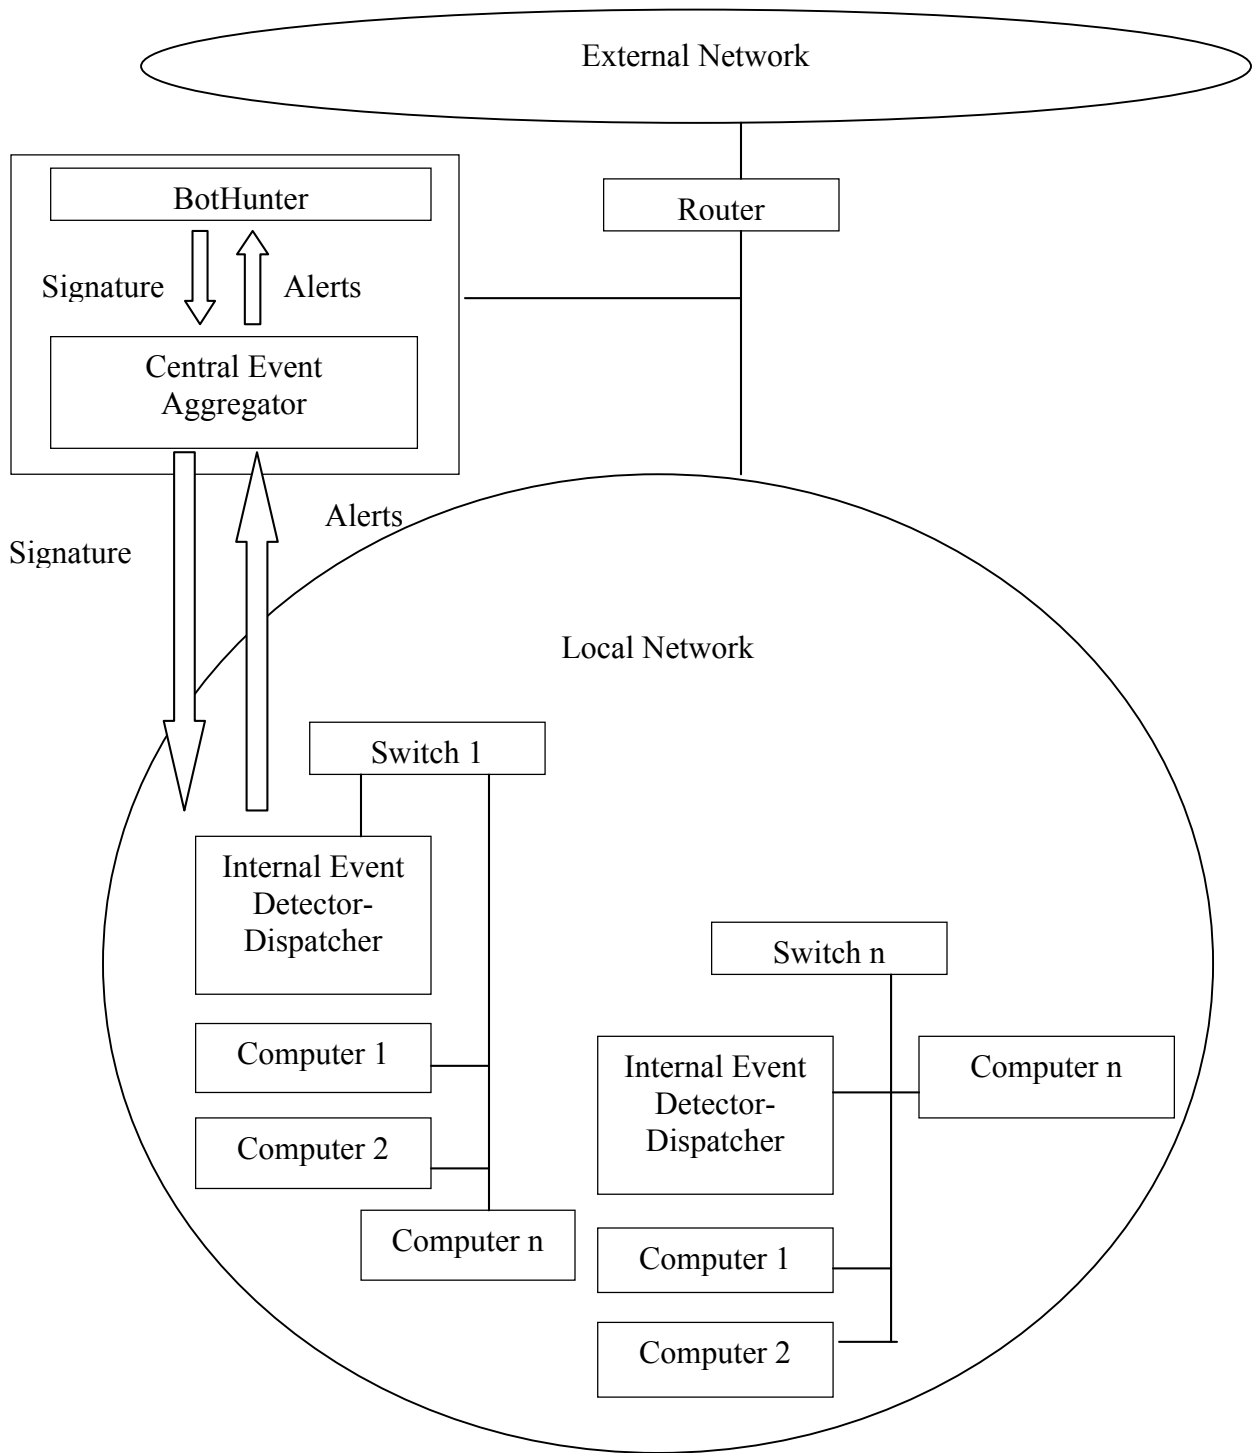 External Network
BotHunter
Router
Signature
Alerts
Central Event
Aggregator
Alerts
Signature
Local Network
Switch 1
Internal Event
Detector-
Dispatcher
Computer 1
Computer 2
Computer n
Switch n
Internal Event
Detector-
Dispatcher
Computer n
Computer 1
Computer 2